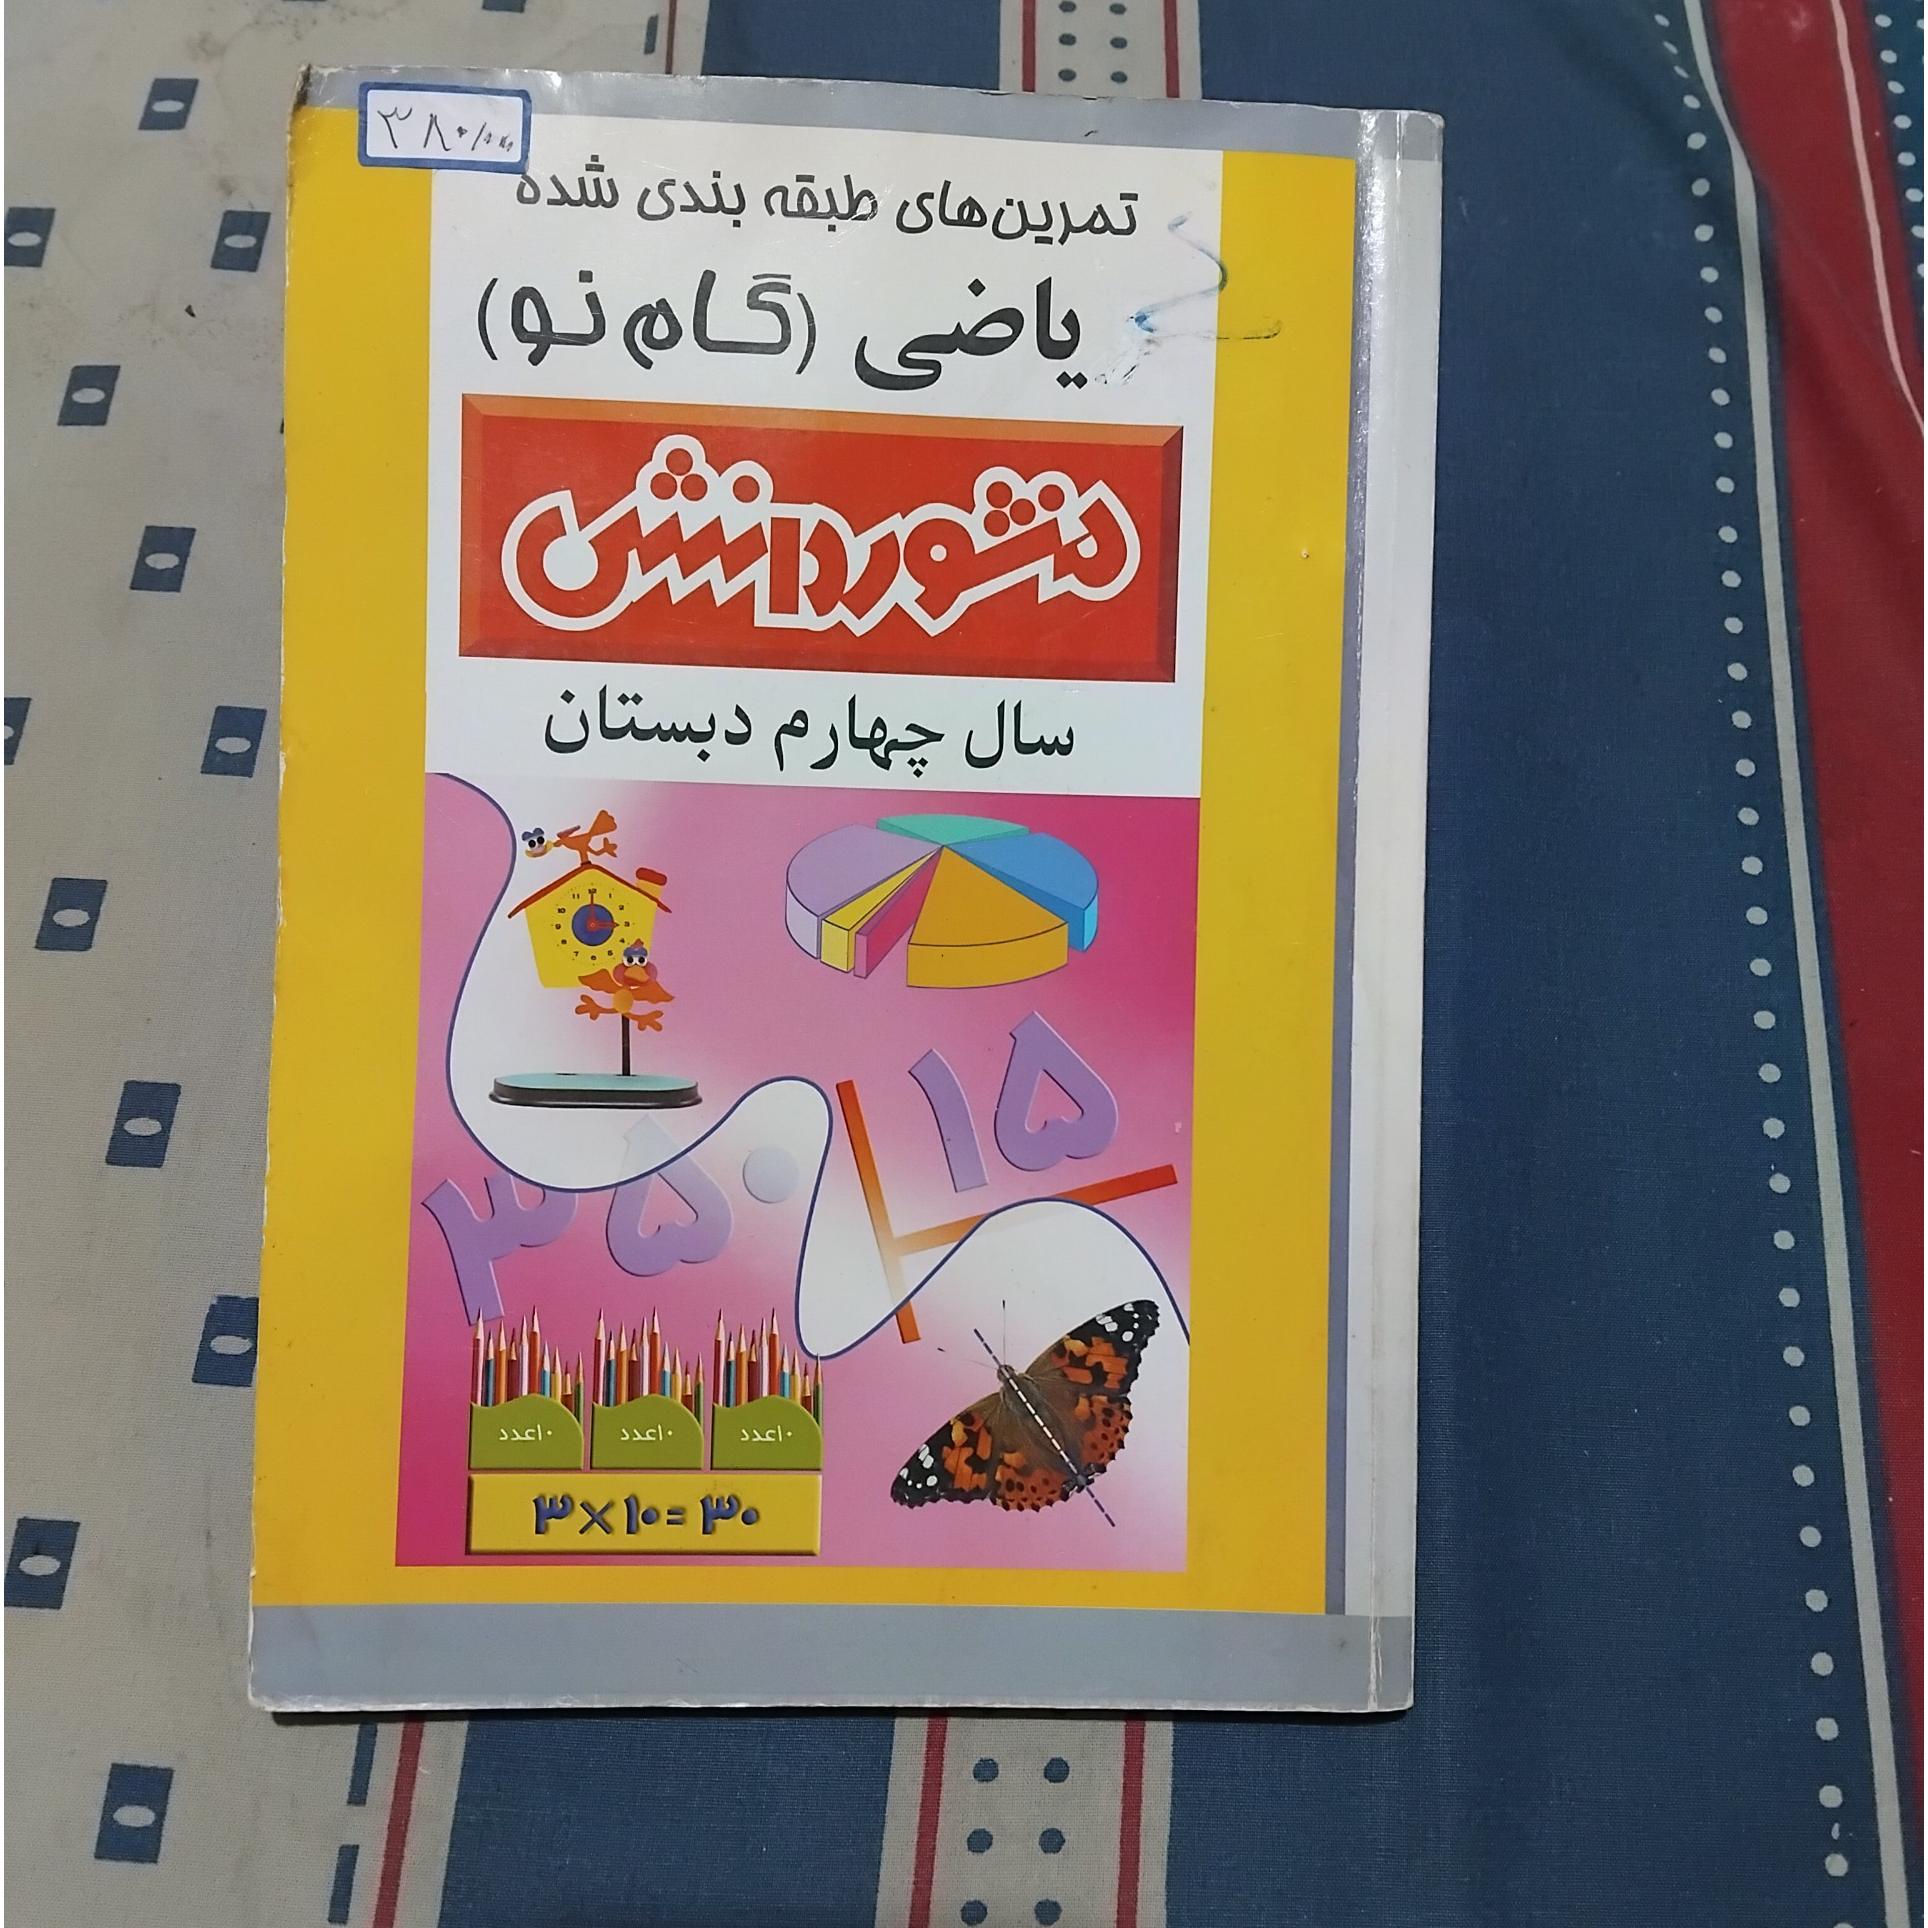 ۳۸۰/۰۰۰
تمرین‌های طبقه بندی شده
یاضی (گام نو)
منشوردانش
سال چهارم دبستان
۳۵۰ ۱۵
۱۰عدد ۱۰عدد ۱۰عدد
۳×۱۰=۳۰